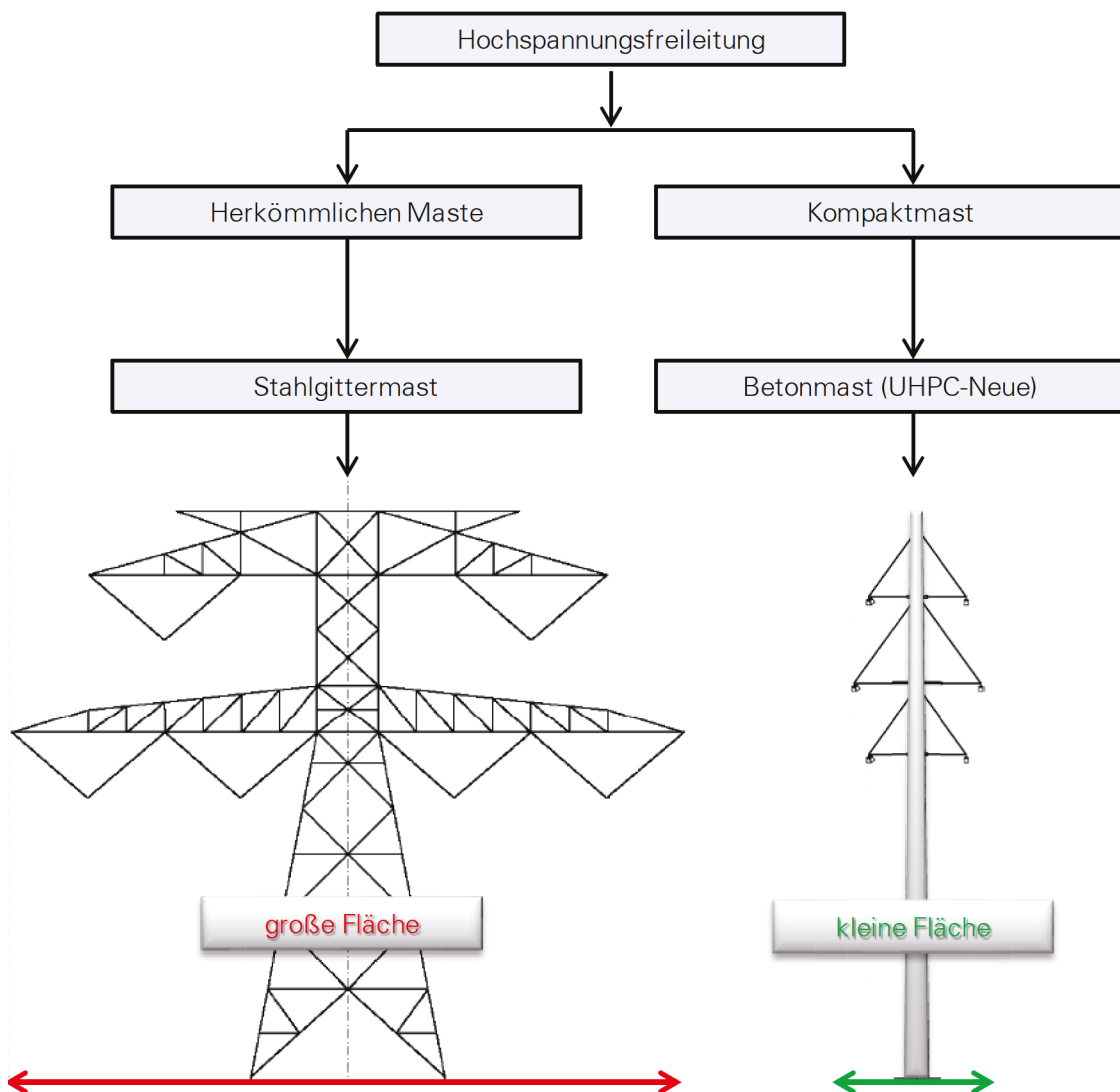 Hochspannungsfreileitung
Herkömmlichen Maste
Kompaktmast
Stahlgittermast
Betonmast (UHPC-Neue)
große Fläche
kleine Fläche